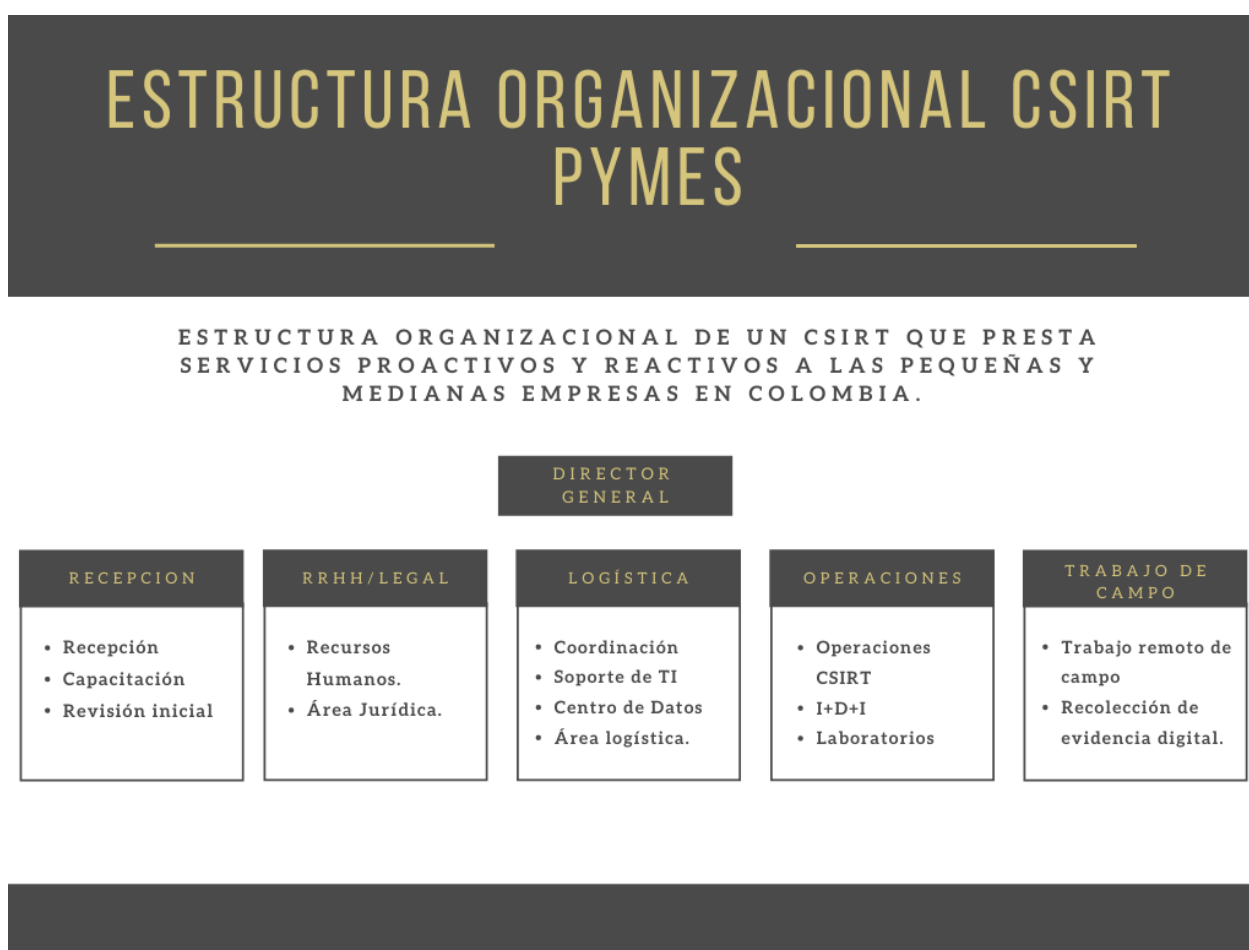 ESTRUCTURA ORGANIZACIONAL CSIRT
PYMES
ESTRUCTURA ORGANIZACIONAL DE UN CSIRT QUE PRESTA
SERVICIOS PROACTIVOS Y REACTIVOS A LAS PEQUEÑAS Y
MEDIANAS EMPRESAS EN COLOMBIA.
DIRECTOR
GENERAL
RECEPCION
• Recepción
• Capacitación
• Revisión inicial
RRHH/LEGAL
• Recursos
Humanos.
• Área Jurídica.
LOGÍSTICA
• Coordinación
• Soporte de TI
• Centro de Datos
• Área logística.
OPERACIONES
• Operaciones
CSIRT
• I+D+I
• Laboratorios
TRABAJO DE
CAMPO
• Trabajo remoto de
campo
• Recolección de
evidencia digital.